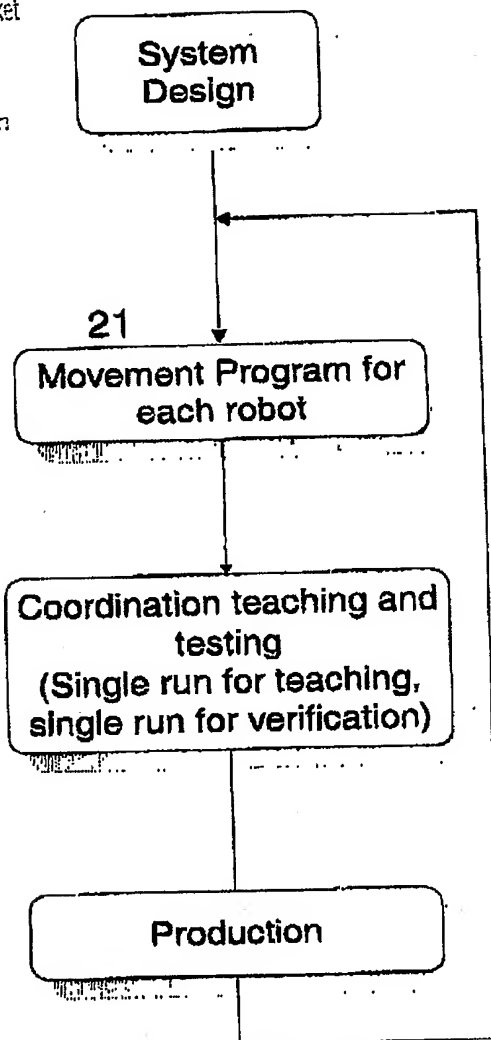 System
Design
21
Movement Program for
each robot
Coordination teaching and
testing
(Single run for teaching,
single run for verification)
Production